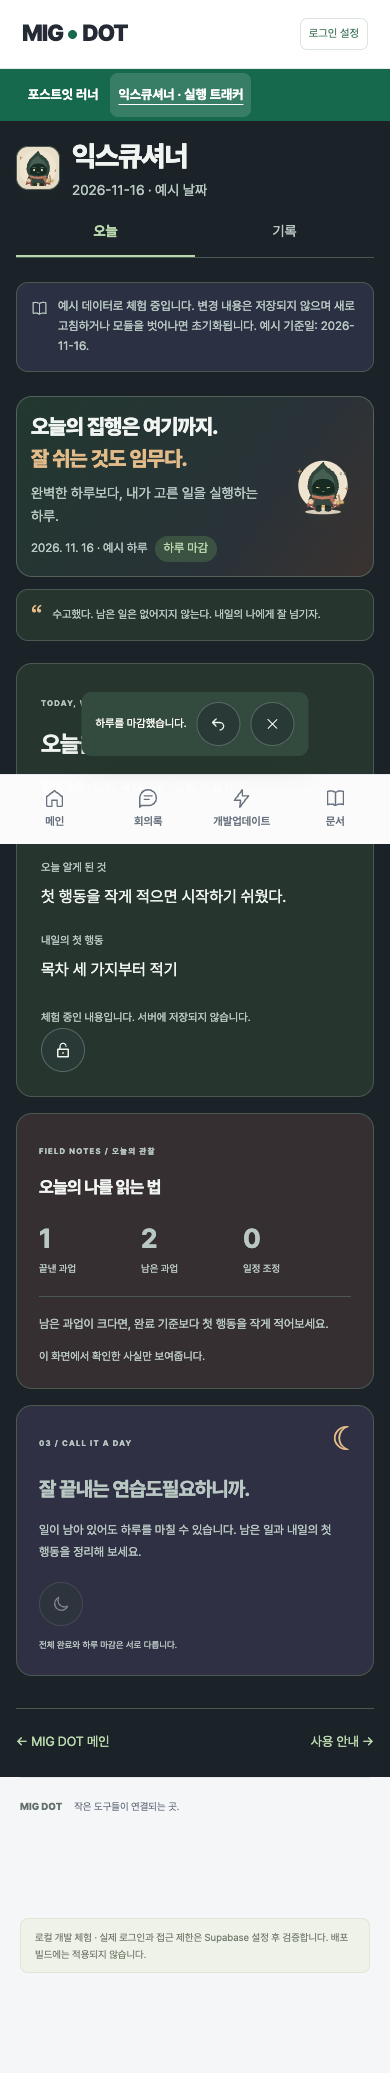 MIG DOT
로그인 설정
포스트잇 러너
익스큐셔너 · 실행 트래커
익스큐셔너
2026-11-16 · 예시 날짜
오늘
기록
예시 데이터로 체험 중입니다. 변경 내용은 저장되지 않으며 새로
고침하거나 모듈을 벗어나면 초기화됩니다. 예시 기준일: 2026-
11-16.
오늘의 집행은 여기까지.
잘 쉬는 것도 임무다.
완벽한 하루보다, 내가 고른 일을 실행하는
하루.
2026. 11. 16 · 예시 하루
하루 마감
“ 수고했다. 남은 일은 없어지지 않는다. 내일의 나에게 잘 넘기자.
TODAY,
오늘
하루를 마감했습니다.
메인
회의록
개발업데이트
문서
오늘 알게 된 것
첫 행동을 작게 적으면 시작하기 쉬웠다.
내일의 첫 행동
목차 세 가지부터 적기
체험 중인 내용입니다. 서버에 저장되지 않습니다.
FIELD NOTES / 오늘의 관찰
오늘의 나를 읽는 법
1
끝낸 과업
2
남은 과업
0
일정 조정
남은 과업이 크다면, 완료 기준보다 첫 행동을 작게 적어보세요.
이 화면에서 확인한 사실만 보여줍니다.
03 / CALL IT A DAY
잘 끝내는 연습도필요하니까.
일이 남아 있어도 하루를 마칠 수 있습니다. 남은 일과 내일의 첫
행동을 정리해 보세요.
전체 완료와 하루 마감은 서로 다릅니다.
← MIG DOT 메인
사용 안내 →
MIG DOT 작은 도구들이 연결되는 곳.
로컬 개발 체험 · 실제 로그인과 접근 제한은 Supabase 설정 후 검증합니다. 배포
빌드에는 적용되지 않습니다.